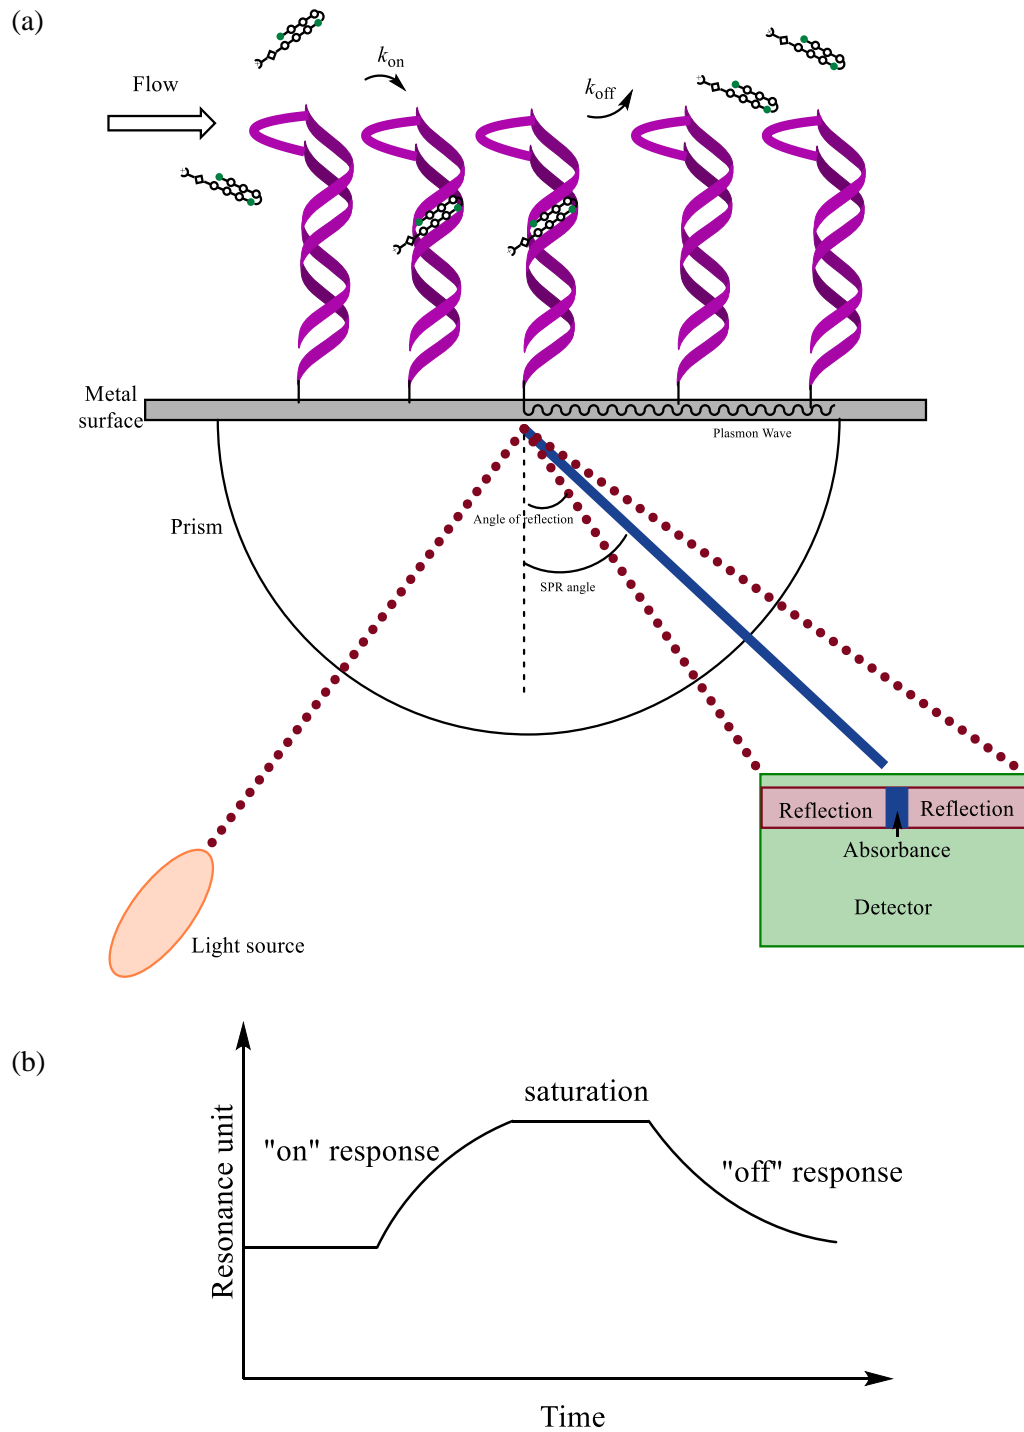 (a)
Flow
kon
koff
Metal
surface
Plasmon Wave
Angle of reflection
Prism
SPR angle
Reflection
Reflection
Absorbance
Detector
Light source
(b)
saturation
"on" response
"off" response
Resonance unit
Time